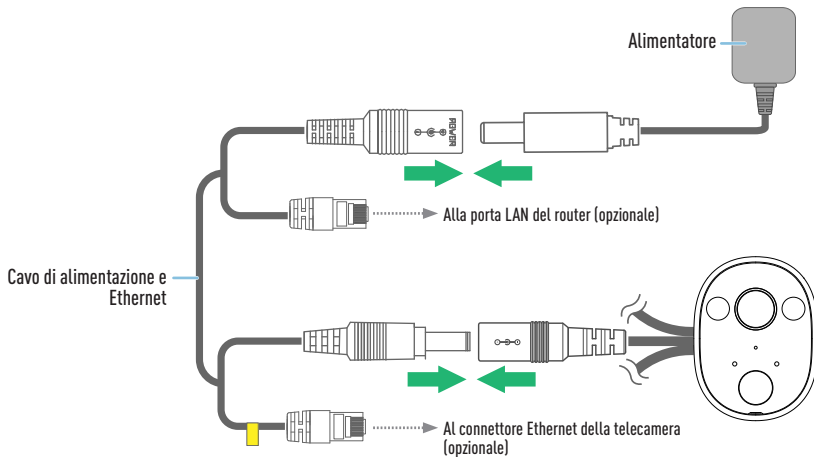 Alimentatore
POWER
Alla porta LAN del router (opzionale)
Cavo di alimentazione e
Ethernet
Al connettore Ethernet della telecamera
(opzionale)